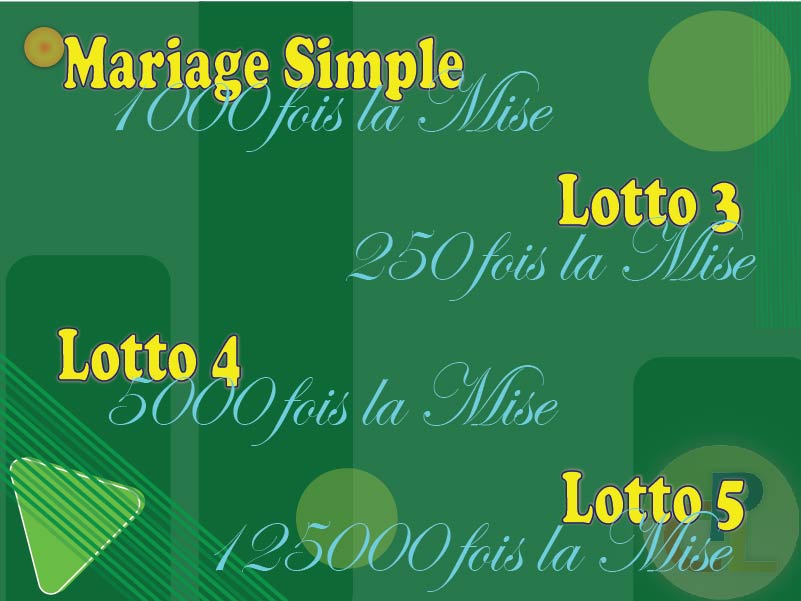 Mariage Simple
1000 fois la Mise
Lotto 3
250 fois la Mise
Lotto 4
5000 fois la Mise
Lotto 5
125000 fois la Mise